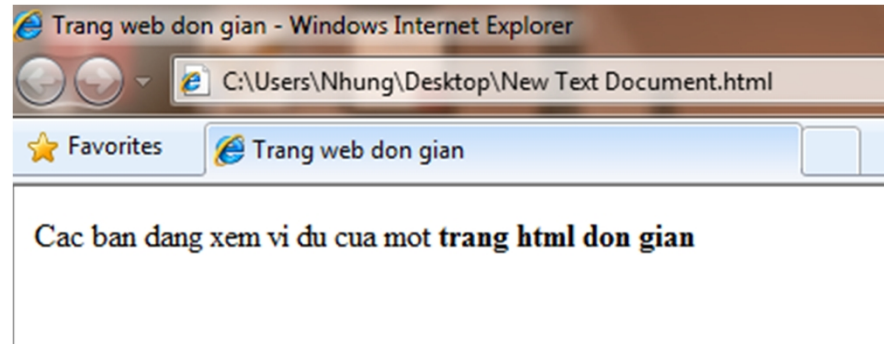 Trang web don gian - Windows Internet Explorer
C:\Users\Nhung\Desktop\New Text Document.html
Favorites
Trang web don gian
Cac ban dang xem vi du cua mot trang html don gian